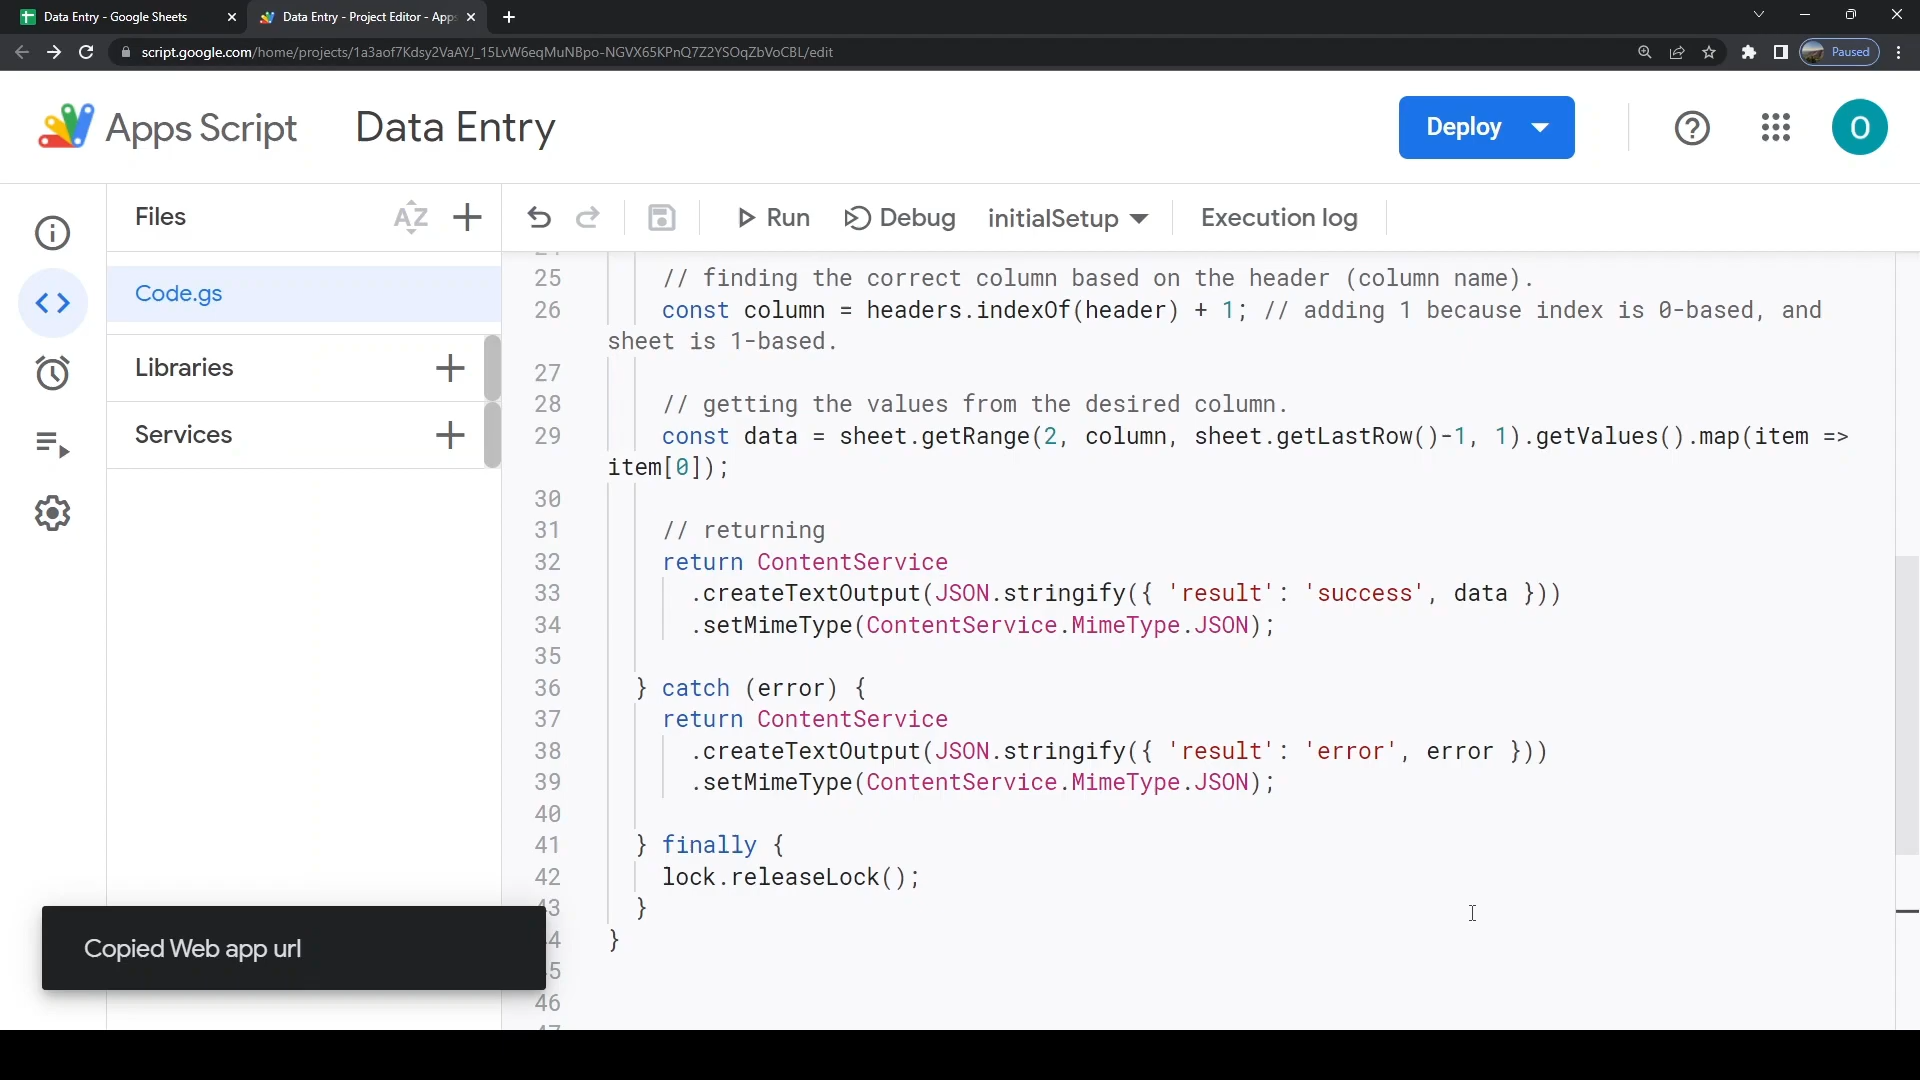 Data Entry - Google Sheets
Data Entry - Project Editor - Apps
script.google.com/home/projects/1a3aof7Kdsy2VaAYJ_15LvW6eqMuNBpo-NGVX65KPnQ7Z2YSOqZbVoCBL/edit
Paused
Apps Script
Data Entry
Deploy
O
Files
AZ
Run
Debug
initialSetup
Execution log
Code.gs
Libraries
Services
25 // finding the correct column based on the header (column name).
26 const column = headers.indexOf(header) + 1; // adding 1 because index is 0-based, and
sheet is 1-based.
27
28 // getting the values from the desired column.
29 const data = sheet.getRange(2, column, sheet.getLastRow()-1, 1).getValues().map(item =>
item[0]);
30
31 // returning
32 return ContentService
33 .createTextOutput(JSON.stringify({ 'result': 'success', data }))
34 .setMimeType(ContentService.MimeType.JSON);
35
36 } catch (error) {
37 return ContentService
38 .createTextOutput(JSON.stringify({ 'result': 'error', error }))
39 .setMimeType(ContentService.MimeType.JSON);
40
41 } finally {
42 lock.releaseLock();
3 }
4 }
5
46
Copied Web app url